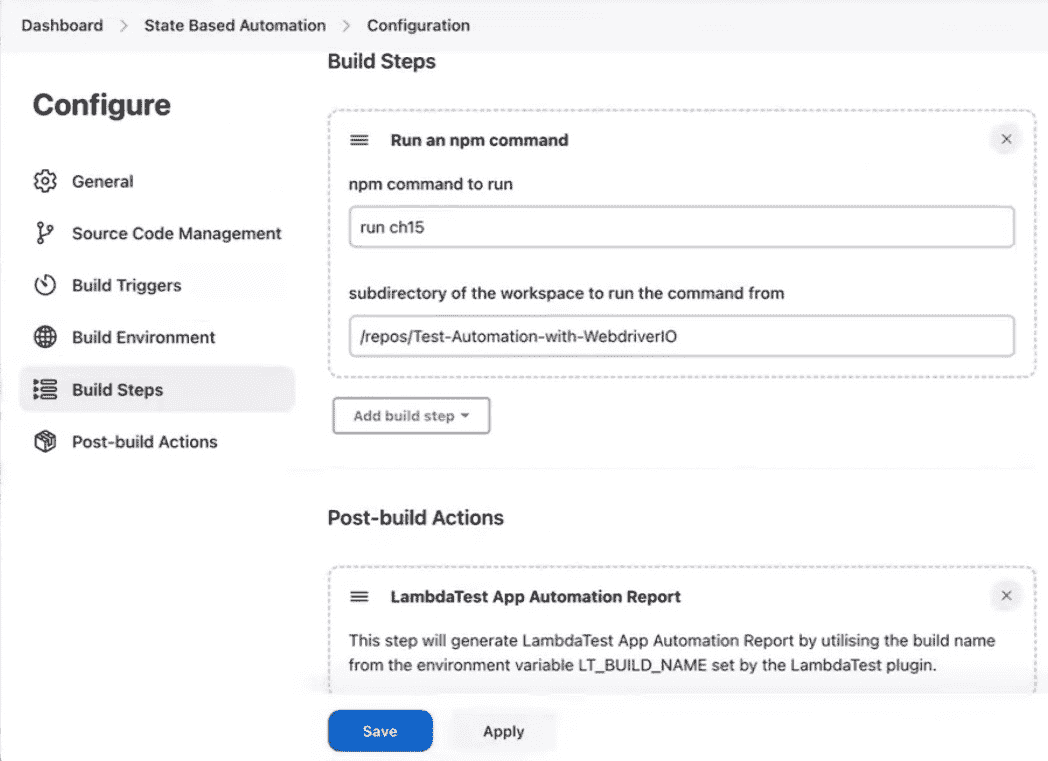 Dashboard > State Based Automation > Configuration
Configure
General
Source Code Management
Build Triggers
Build Environment
Build Steps
Post-build Actions
Build Steps
Run an npm command
npm command to run
run ch15
subdirectory of the workspace to run the command from
/repos/Test-Automation-with-WebdriverIO
Add build step
Post-build Actions
LambdaTest App Automation Report
This step will generate LambdaTest App Automation Report by utilising the build name
from the environment variable LT_BUILD_NAME set by the LambdaTest plugin.
Save
Apply